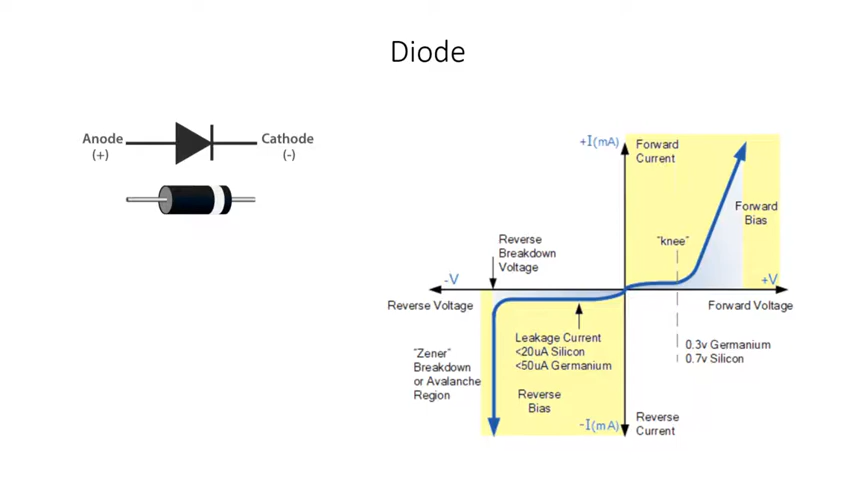 Diode
Anode
(+)
Cathode
(-)
+I(mA)
Forward
Current
Forward
Bias
"knee"
Reverse
Breakdown
Voltage
-V
+V
Reverse Voltage
Forward Voltage
Leakage Current
<20uA Silicon
<50uA Germanium
0.3v Germanium
0.7v Silicon
"Zener"
Breakdown
or Avalanche
Region
Reverse
Bias
-I(mA)
Reverse
Current